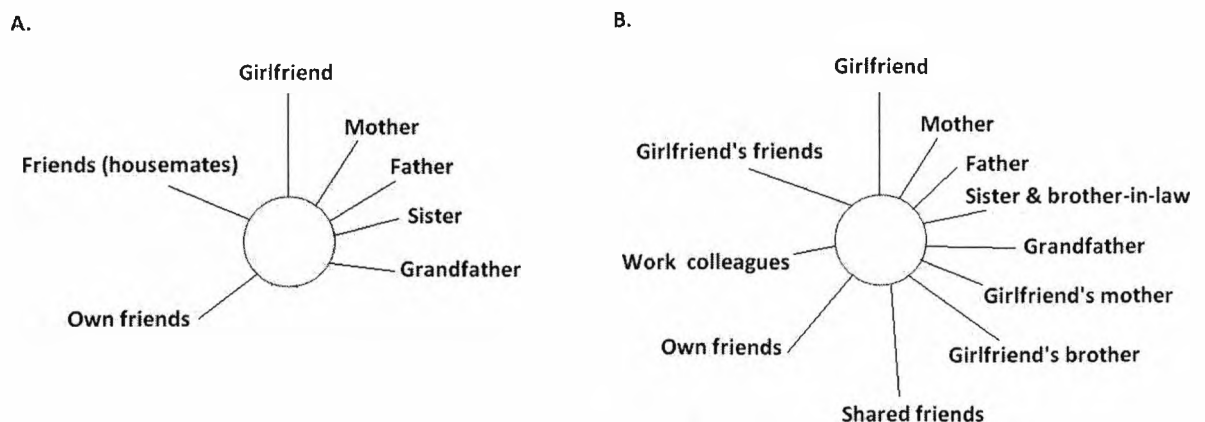 A.
Girlfriend
Mother
Friends (housemates)
Father
Sister
Grandfather
Own friends
B.
Girlfriend
Mother
Girlfriend's friends
Father
Sister & brother-in-law
Grandfather
Work colleagues
Girlfriend's mother
Own friends
Girlfriend's brother
Shared friends